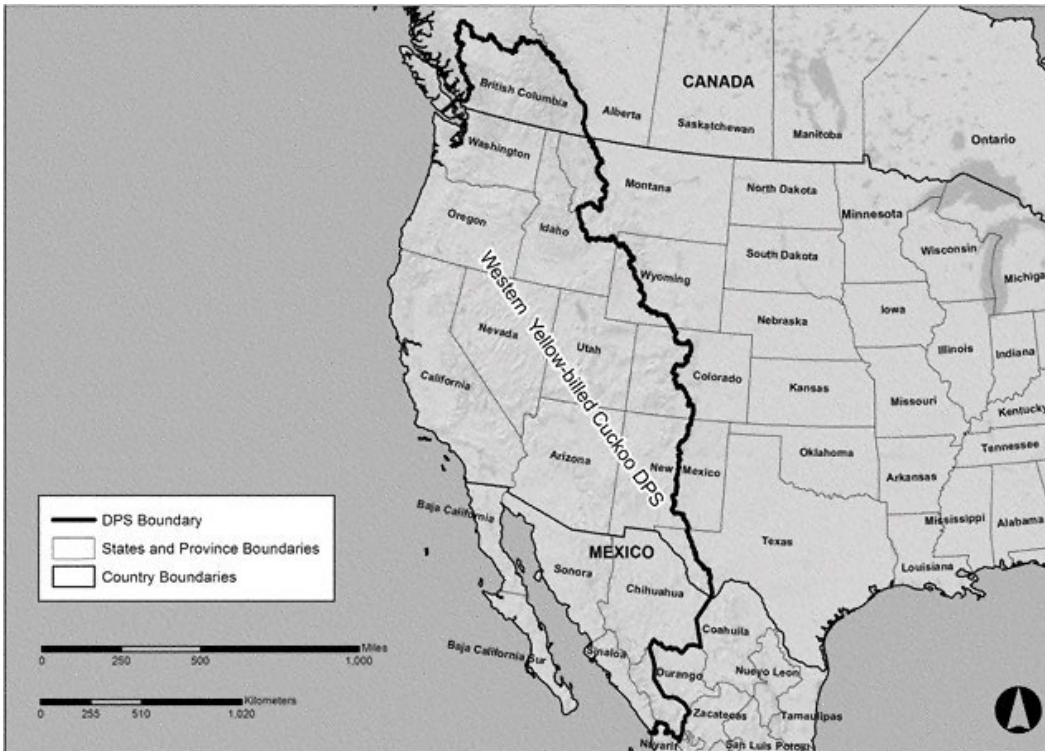 CANADA
British Columbia
Alberta
Saskatchewan
Manitoba
Ontario
Washington
Montana
North Dakota
Minnesota
Oregon
Idaho
South Dakota
Wisconsin
Michiga
Wyoming
Western Yellow-billed Cuckoo DPS
Nebraska
Iowa
Nevada
Utah
Illinois
Indiana
California
Colorado
Kansas
Missouri
Kentucky
Tennessee
Arizona
New Mexico
Oklahoma
Arkansas
Mississippi
Alabama
Baja California
Texas
Louisiana
MEXICO
Sonora
Chihuahua
Coahuila
Baja California Sur
Sinaloa
Durango
Nuevo Leon
Zacatecas
Tamaulipas
San Luis Potosi
DPS Boundary
States and Province Boundaries
Country Boundaries
Miles
0 250 500 1,000
Kilometers
0 255 510 1,020